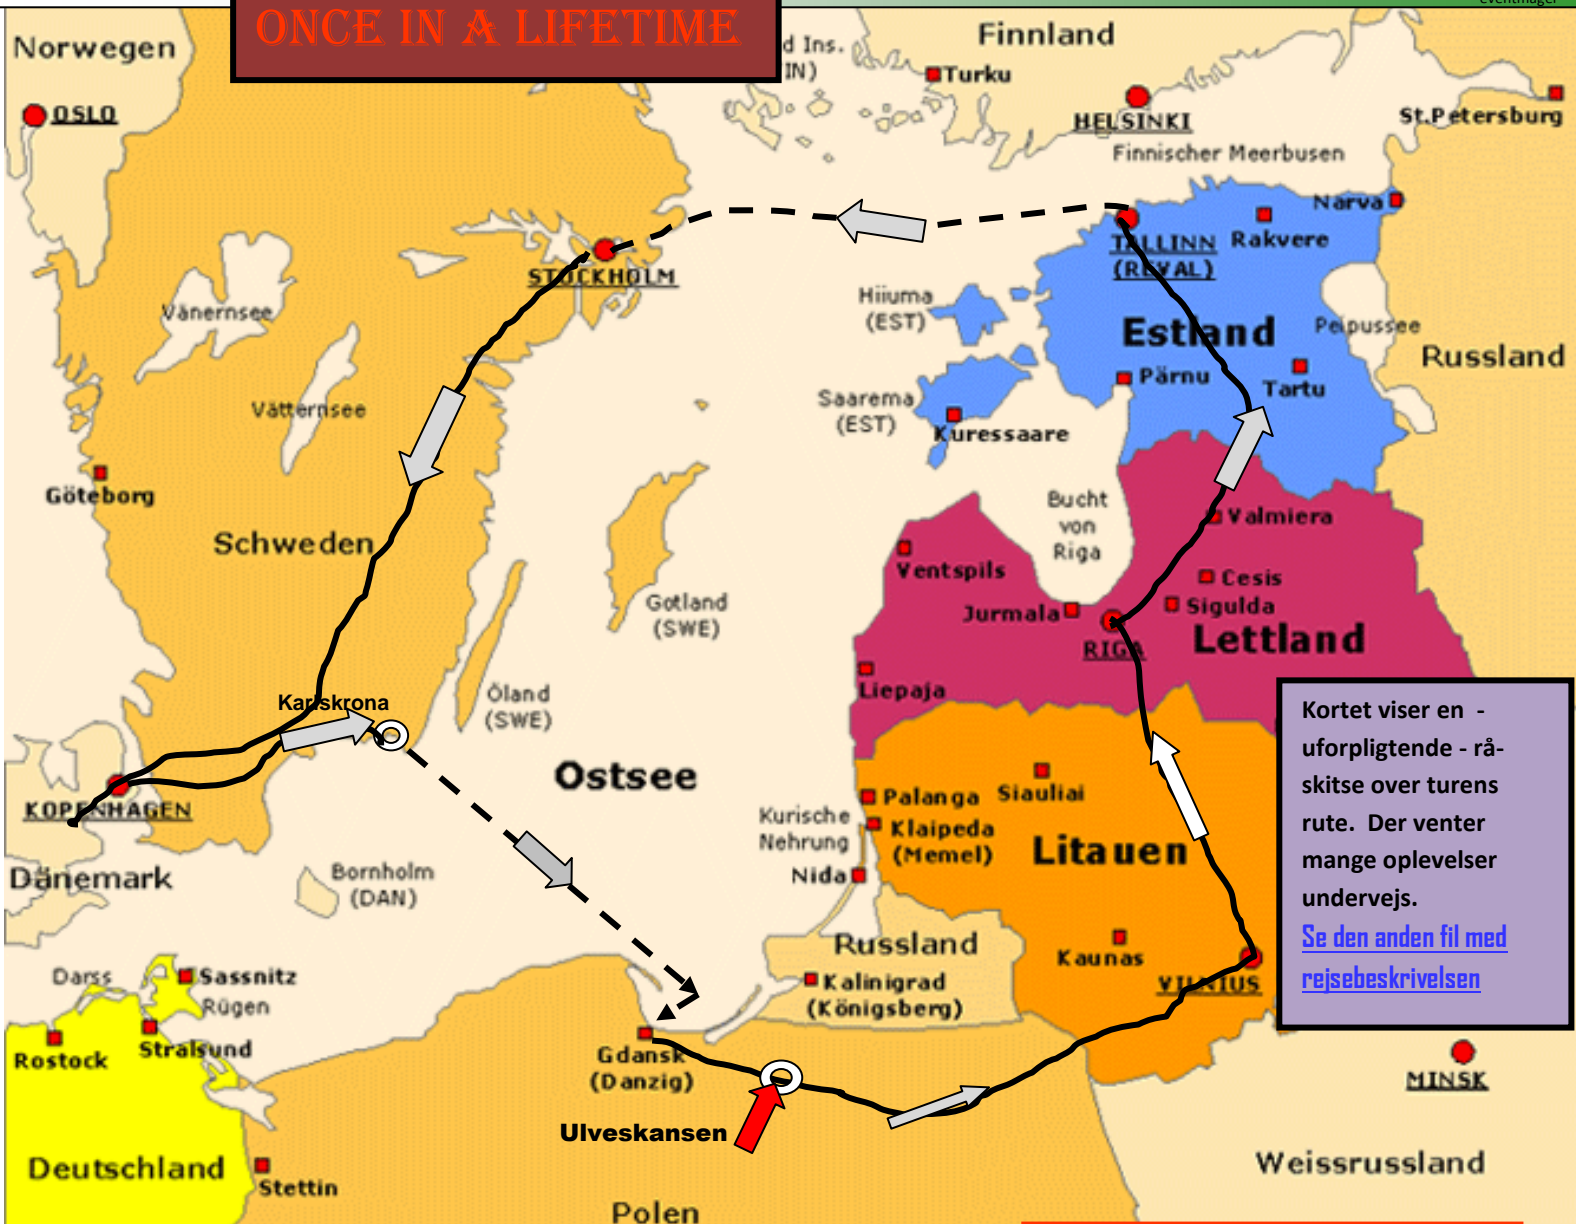 eventmager
ONCE IN A LIFETIME
Norwegen
OSLO
d Ins.
IN)
Finnland
Turku
HELSINKI
St.Petersburg
Finnischer Meerbusen
Narva
TALLINN
(REVAL)
Rakvere
STOCKHOLM
Vänernsee
Hiiuma
(EST)
Estland
Peipussee
Russland
Vätternsee
Saarema
(EST)
Pärnu
Tartu
Kuressaare
Göteborg
Schweden
Bucht
von
Riga
Valmiera
Ventspils
Cesis
Gotland
(SWE)
Jurmala
Sigulda
RIGA
Lettland
Karlskrona
Öland
(SWE)
Liepaja
Kortet viser en -
uforpligtende - rå-
skitse over turens
rute. Der venter
mange oplevelser
undervejs.
Se den anden fil med
rejsebeskrivelsen
Ostsee
KOPENHAGEN
Palanga
Siauliai
Kurische
Nehrung
Klaipeda
(Memel)
Litauen
Dänemark
Bornholm
(DAN)
Nida
Russland
Kaunas
Darss
Sassnitz
Rügen
Kalinigrad
(Königsberg)
VILNIUS
Rostock
Stralsund
Gdansk
(Danzig)
MINSK
Ulveskansen
Deutschland
Stettin
Weissrussland
Polen